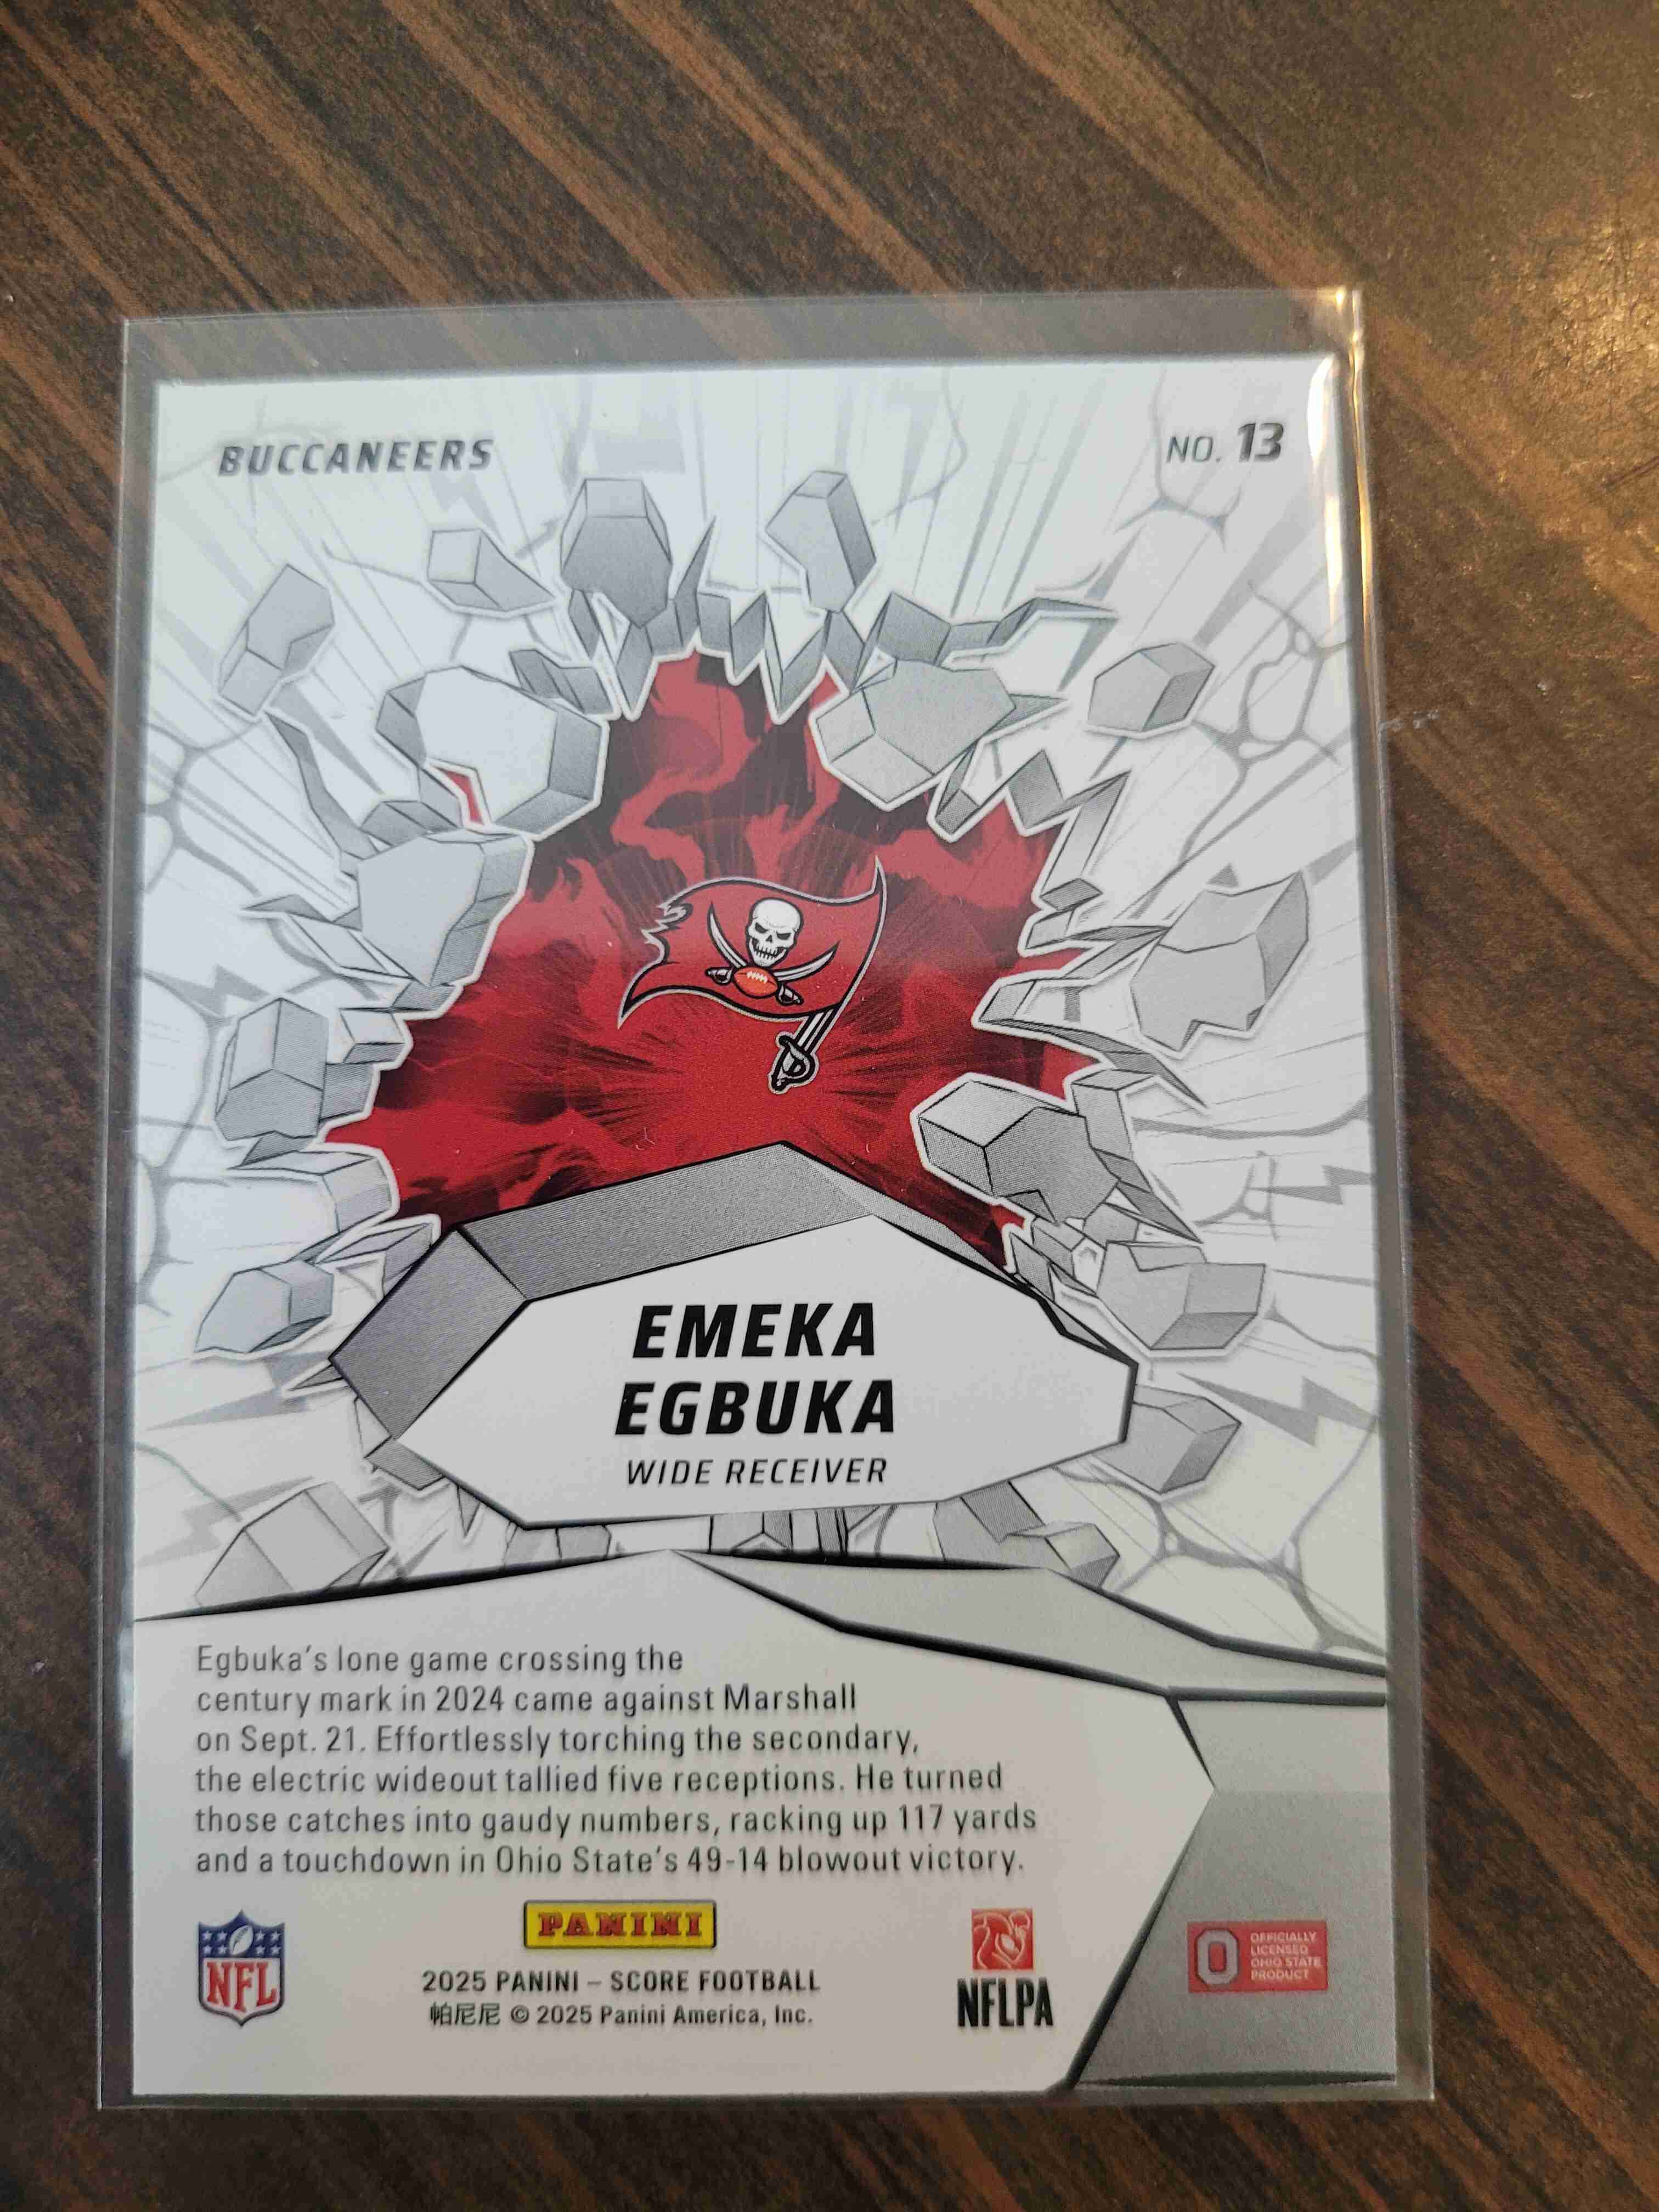 BUCCANEERS
NO. 13
EMEKA
EGBUKA
WIDE RECEIVER
Egbuka's lone game crossing the
century mark in 2024 came against Marshall
on Sept. 21. Effortlessly torching the secondary,
the electric wideout tallied five receptions. He turned
those catches into gaudy numbers, racking up 117 yards
and a touchdown in Ohio State's 49-14 blowout victory.
NFL
PANINI
2025 PANINI – SCORE FOOTBALL
帕尼尼 © 2025 Panini America, Inc.
NFLPA
O
OFFICIALLY
LICENSED
OHIO STATE
PRODUCT